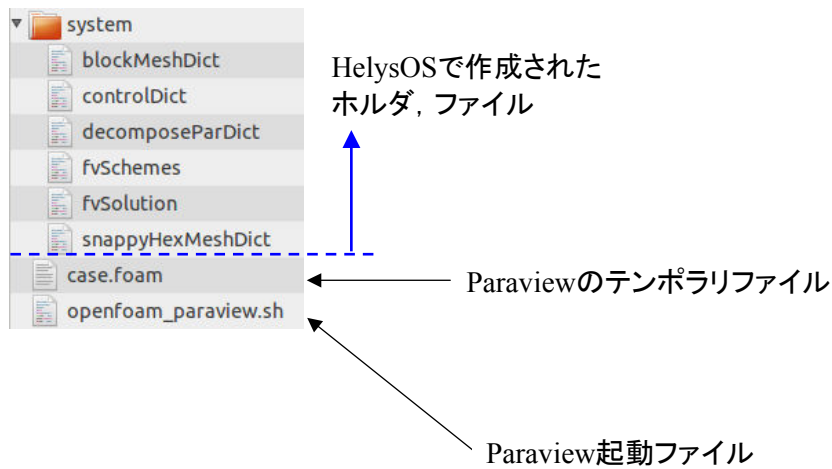 system
blockMeshDict
controlDict
decomposeParDict
fvSchemes
fvSolution
snappyHexMeshDict
case.foam
openfoam_paraview.sh
HelysOSで作成された
ホルダ，ファイル
Paraviewのテンポラリファイル
Paraview起動ファイル